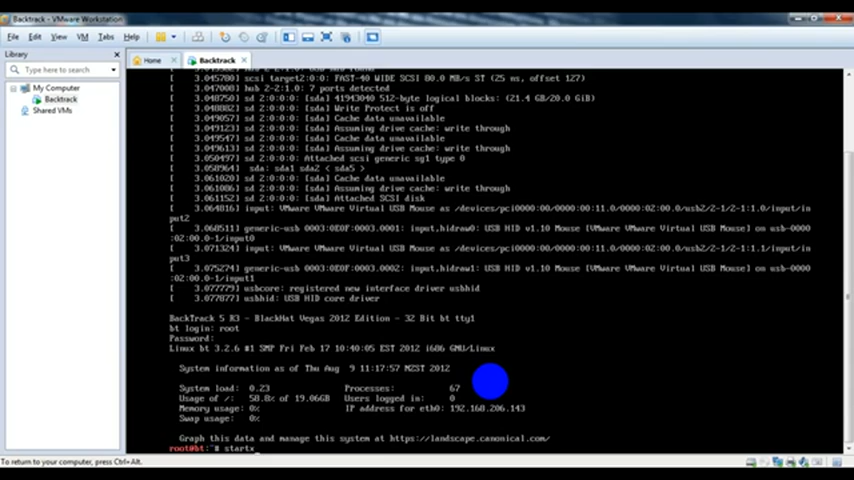 Backtrack - VMware Workstation
File Edit View VM Tabs Help
Library
Type here to search
My Computer
Backtrack
Shared VMs
Home
Backtrack
[ 3.045780] scsi target2:0:0: FAST-40 WIDE SCSI 80.0 MB/s ST (25 ns, offset 127)
[ 3.047008] hub 2-2:1.0: 7 ports detected
[ 3.048750] sd 2:0:0:0: [sda] 41943040 512-byte logical blocks: (21.4 GB/20.0 GiB)
[ 3.048882] sd 2:0:0:0: [sda] Write Protect is off
[ 3.049057] sd 2:0:0:0: [sda] Cache data unavailable
[ 3.049123] sd 2:0:0:0: [sda] Assuming drive cache: write through
[ 3.049547] sd 2:0:0:0: [sda] Cache data unavailable
[ 3.049613] sd 2:0:0:0: [sda] Assuming drive cache: write through
[ 3.050497] sd 2:0:0:0: Attached scsi generic sg1 type 0
[ 3.058964] sda: sda1 sda2 < sda5 >
[ 3.061020] sd 2:0:0:0: [sda] Cache data unavailable
[ 3.061086] sd 2:0:0:0: [sda] Assuming drive cache: write through
[ 3.061152] sd 2:0:0:0: [sda] Attached SCSI disk
[ 3.064816] input: VMware VMware Virtual USB Mouse as /devices/pci0000:00/0000:00:11.0/0000:02:00.0/usb2/2-1/2-1:1.0/input/in
put2
[ 3.068511] generic-usb 0003:0E0F:0003.0001: input,hidraw0: USB HID v1.10 Mouse [VMware VMware Virtual USB Mouse] on usb-0000
:02:00.0-1/input0
[ 3.071324] input: VMware VMware Virtual USB Mouse as /devices/pci0000:00/0000:00:11.0/0000:02:00.0/usb2/2-1/2-1:1.1/input/in
put3
[ 3.075274] generic-usb 0003:0E0F:0003.0002: input,hidraw1: USB HID v1.10 Mouse [VMware VMware Virtual USB Mouse] on usb-0000
:02:00.0-1/input1
[ 3.077779] usbcore: registered new interface driver usbhid
[ 3.077877] usbhid: USB HID core driver
BackTrack 5 R3 - BlackHat Vegas 2012 Edition - 32 Bit bt tty1
bt login: root
Password:
Linux bt 3.2.6 #1 SMP Fri Feb 17 10:40:05 EST 2012 i686 GNU/Linux
System information as of Thu Aug 9 11:17:57 NZST 2012
System load: 0.23 Processes: 67
Usage of /: 58.8% of 19.06GB Users logged in: 0
Memory usage: 0% IP address for eth0: 192.168.206.143
Swap usage: 0%
Graph this data and manage this system at https://landscape.canonical.com/
root@bt:~# startx_
To return to your computer, press Ctrl+Alt.